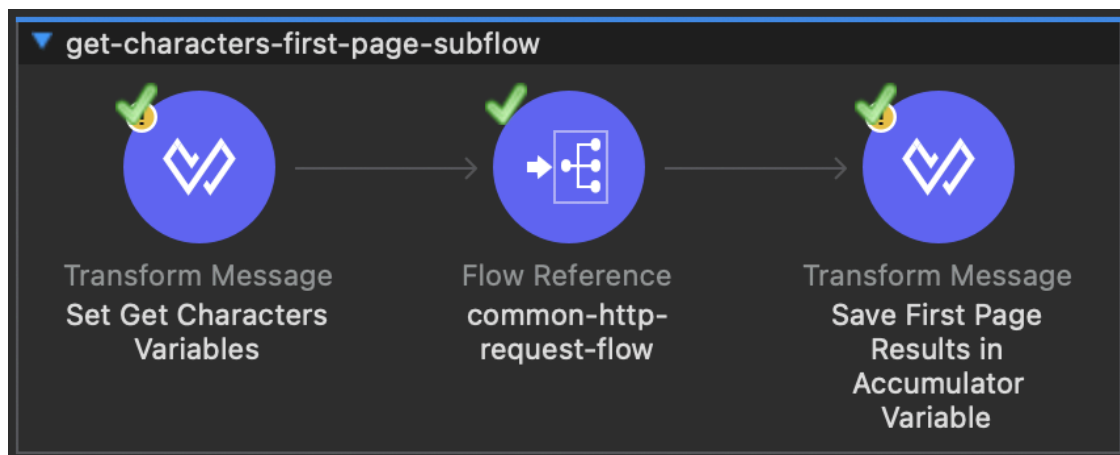 get-characters-first-page-subflow
Transform Message
Set Get Characters
Variables
Flow Reference
common-http-
request-flow
Transform Message
Save First Page
Results in
Accumulator
Variable